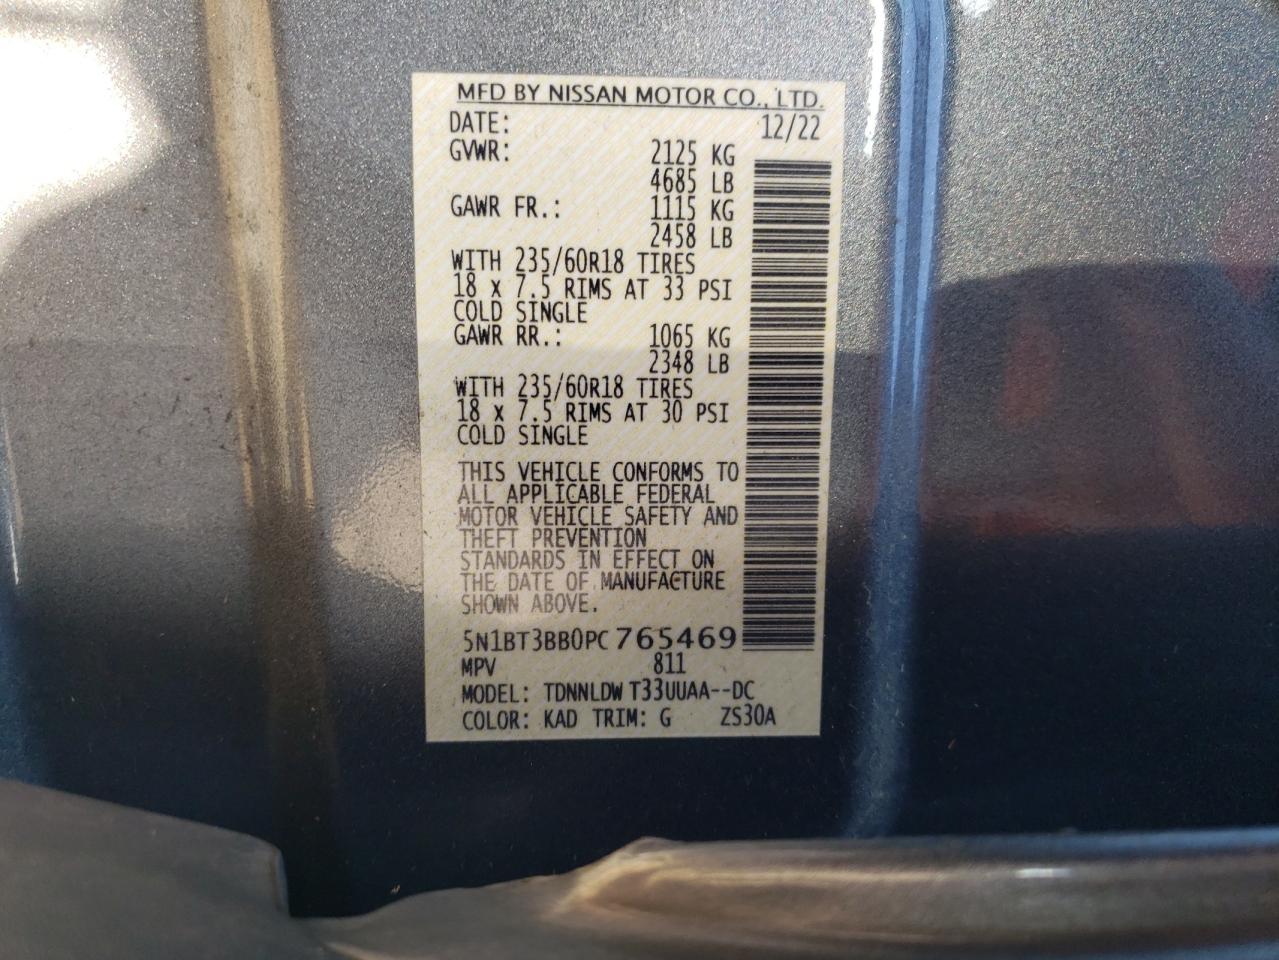 MFD BY NISSAN MOTOR CO., LTD.
DATE: 12/22
GVWR: 2125 KG
4685 LB
GAWR FR.: 1115 KG
2458 LB
WITH 235/60R18 TIRES
18 x 7.5 RIMS AT 33 PSI
COLD SINGLE
GAWR RR.: 1065 KG
2348 LB
WITH 235/60R18 TIRES
18 x 7.5 RIMS AT 30 PSI
COLD SINGLE
THIS VEHICLE CONFORMS TO
ALL APPLICABLE FEDERAL
MOTOR VEHICLE SAFETY AND
THEFT PREVENTION
STANDARDS IN EFFECT ON
THE DATE OF MANUFACTURE
SHOWN ABOVE.
5N1BT3BB0PC765469
MPV 811
MODEL: TDNNLDW T33UUAA--DC
COLOR: KAD TRIM: G ZS30A